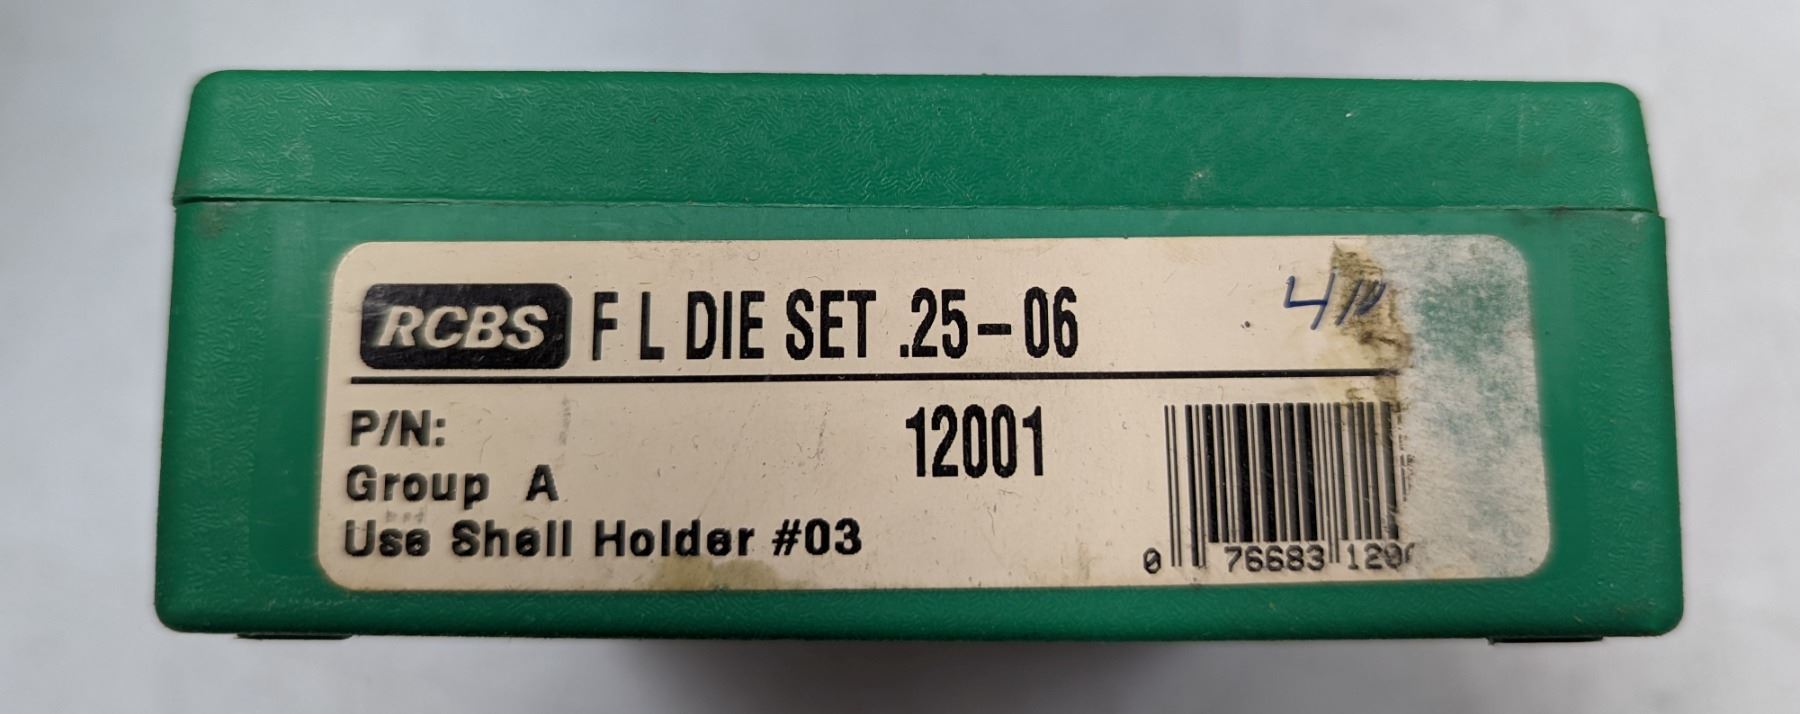 RCBS F L DIE SET .25-06
P/N: 12001
Group A
Use Shell Holder #03
0 76683 120